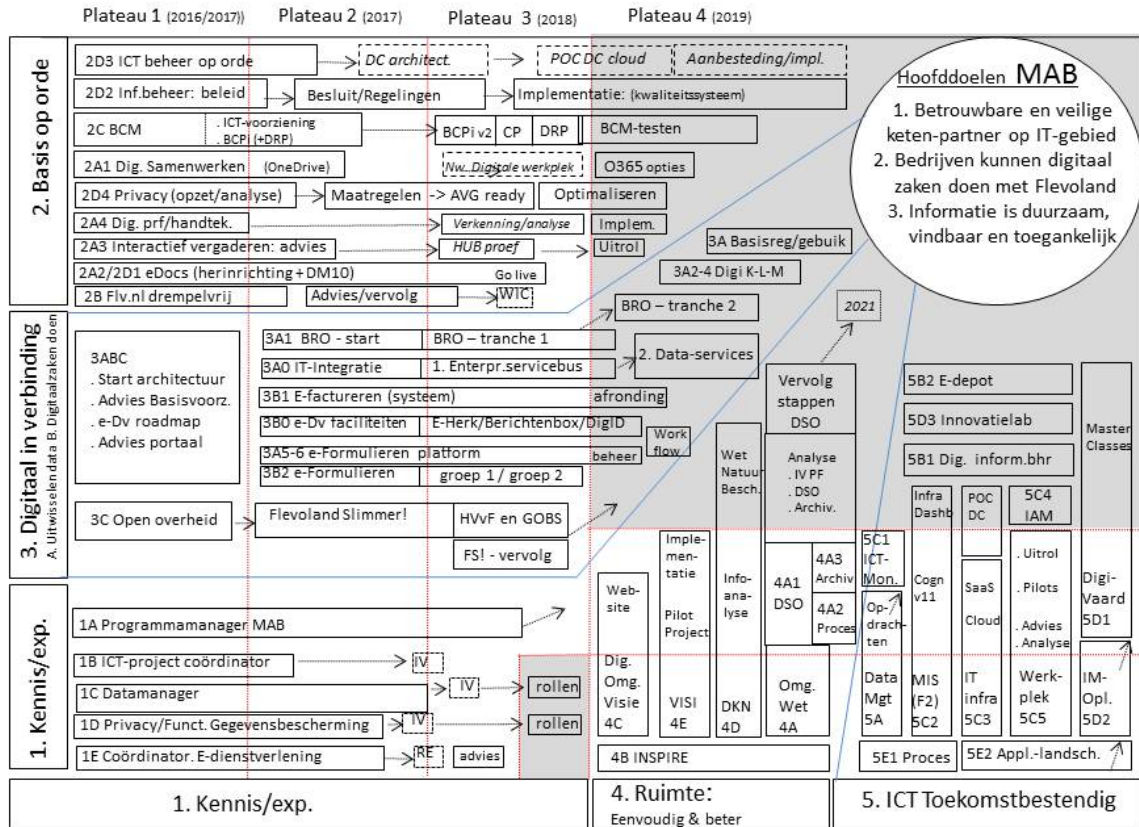 Plateau 1 (2016/2017))
Plateau 2 (2017)
Plateau 3 (2018)
Plateau 4 (2019)
2. Basis op orde
2D3 ICT beheer op orde
DC architect.
POC DC cloud
Aanbesteding/impl.
2D2 Inf.beheer: beleid
Besluit/Regelingen
Implementatie: (kwaliteitssysteem)
2C BCM
. ICT-voorziening
. BCPi (+DRP)
BCPi v2
CP
DRP
BCM-testen
2A1 Dig. Samenwerken (OneDrive)
Nw. Digitale werkplek
O365 opties
2D4 Privacy (opzet/analyse)
Maatregelen -> AVG ready
Optimaliseren
2A4 Dig. prf/handtek.
Verkenning/analyse
Implem.
2A3 Interactief vergaderen: advies
HUB proef
Uitrol
3A Basisreg/gebuik
2A2/2D1 eDocs (herinrichting+DM10)
Go live
3A2-4 Digi K-L-M
2B Flv.nl drempelvrij
Advies/vervolg
WIC
Hoofddoelen MAB
1. Betrouwbare en veilige
keten-partner op IT-gebied
2. Bedrijven kunnen digitaal
zaken doen met Flevoland
3. Informatie is duurzaam,
vindbaar en toegankelijk
3. Digitaal in verbinding
A. Uitwisselen data B. Digitaalzaken doen
3ABC
. Start architectuur
. Advies Basisvoorz.
. e-Dv roadmap
. Advies portaal
3A1 BRO - start
BRO – tranche 1
BRO – tranche 2
2021
3A0 IT-Integratie
1. Enterpr.servicebus
2. Data-services
3B1 E-factureren (systeem)
afronding
3B0 e-Dv faciliteiten
E-Herk/Berichtenbox/DigID
Work
flow
3A5-6 e-Formulieren platform
beheer
3B2 e-Formulieren
groep 1 / groep 2
3C Open overheid
Flevoland Slimmer!
HVvF en GOBS
FS! - vervolg
Vervolg
stappen
DSO
Analyse
. IV PF
. DSO
. Archiv.
Wet
Natuur
Besch.
5B2 E-depot
5D3 Innovatielab
5B1 Dig. inform.bhr
Master
Classes
Infra
Dashb
POC
DC
5C4
IAM
1. Kennis/exp.
1A Programmamanager MAB
1B ICT-project coördinator
IV
1C Datamanager
IV
rollen
1D Privacy/Funct. Gegevensbescherming
IV
rollen
1E Coördinator. E-dienstverlening
RE
advies
Web-
site
Dig.
Omg.
Visie
4C
Imple-
men-
tatie
Pilot
Project
VISI
4E
Info-
ana-
lyse
DKN
4D
4A1
DSO
4A3
Archiv
4A2
Proces
Omg.
Wet
4A
5C1
ICT-
Mon.
Op-
drach-
ten
Data
Mgt
5A
Cogn
v11
MIS
(F2)
5C2
SaaS
Cloud
IT
infra
5C3
. Uitrol
. Pilots
. Advies
Analyse
Werk-
plek
5C5
Digi-
Vaard
5D1
IM-
Opl.
5D2
4B INSPIRE
5E1 Proces
5E2 Appl.-landsch.
1. Kennis/exp.
4. Ruimte:
Eenvoudig & beter
5. ICT Toekomstbestendig